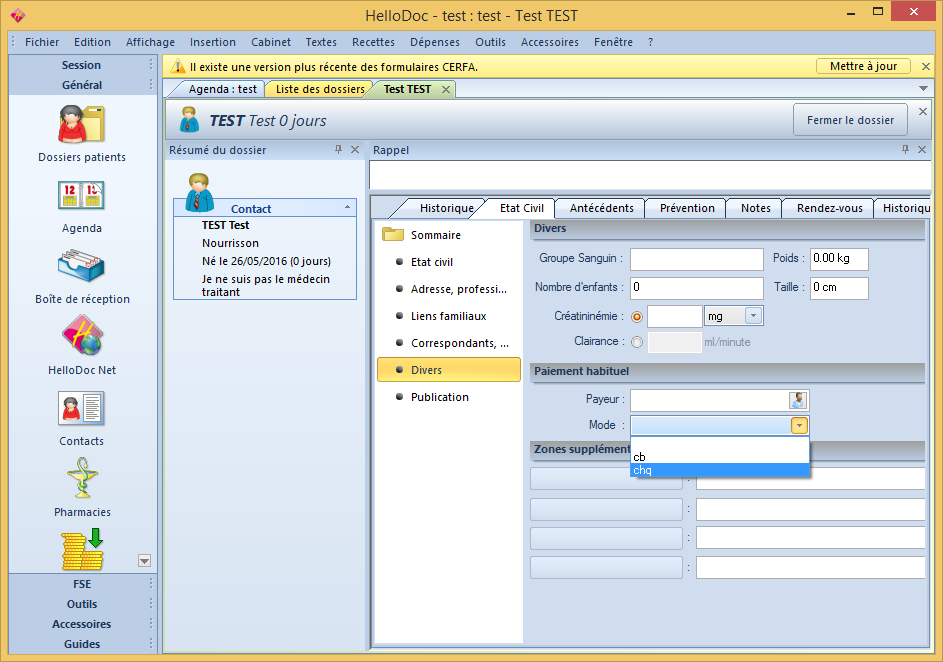 HelloDoc - test : test - Test TEST
Fichier Edition Affichage Insertion Cabinet Textes Recettes Dépenses Outils Accessoires Fenêtre ?
Session
Général
Dossiers patients
Agenda
Boîte de réception
HelloDoc Net
Contacts
Pharmacies
FSE
Outils
Accessoires
Guides
Il existe une version plus récente des formulaires CERFA.
Mettre à jour
Agenda : test Liste des dossiers Test TEST
TEST Test 0 jours
Fermer le dossier
Résumé du dossier
Contact
TEST Test
Nourrisson
Né le 26/05/2016 (0 jours)
Je ne suis pas le médecin
traitant
Rappel
Historique Etat Civil Antécédents Prévention Notes Rendez-vous Historiqu
Sommaire
Etat civil
Adresse, professi...
Liens familiaux
Correspondants, ...
Divers
Publication
Divers
Groupe Sanguin : Poids : 0.00 kg
Nombre d'enfants : 0 Taille : 0 cm
Créatininémie : mg
Clairance : ml/minute
Paiement habituel
Payeur :
Mode :
cb
chq
Zones supplément
:
:
:
: